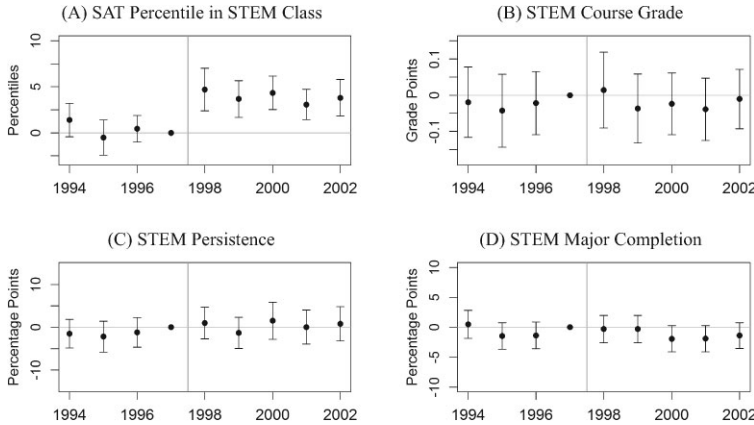 (A) SAT Percentile in STEM Class
Percentiles
10
5
0
1994 1996 1998 2000 2002
(B) STEM Course Grade
Grade Points
0.1
0
-0.1
1994 1996 1998 2000 2002
(C) STEM Persistence
Percentage Points
10
0
-10
1994 1996 1998 2000 2002
(D) STEM Major Completion
Percentage Points
10
5
0
-5
-10
1994 1996 1998 2000 2002